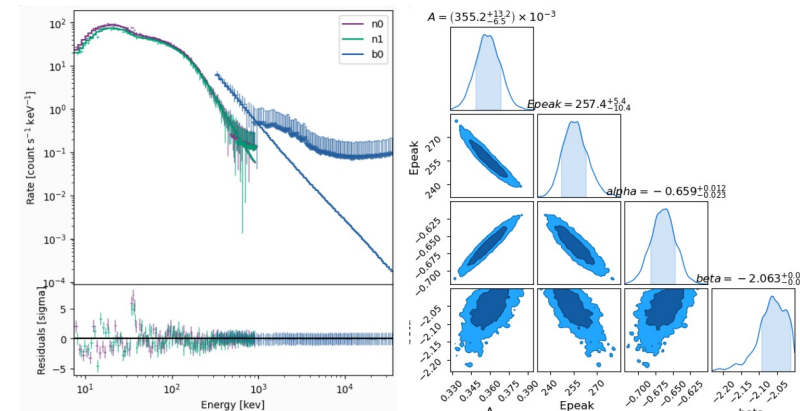 A = (355.2 +13.2 −6.5) × 10−3
n0
n1
b0
10²
10¹
10⁰
10−1
10−2
10−3
10−4
Rate [count s−1 keV−1]
5
0
−5
Residuals [sigma]
10¹ 10² 10³ 10⁴
Energy [kev]
Epeak = 257.4 +5.4 −10.4
270
255
240
Epeak
alpha = −0.659 +0.012 −0.023
−0.625
−0.650
−0.675
−0.700
beta = −2.063 +0.0
−2.05
−2.10
−2.15
−2.20
0.330 0.345 0.360 0.375 0.390
240 255 270
Epeak
−0.700 −0.675 −0.650 −0.625
−2.20 −2.15 −2.10 −2.05